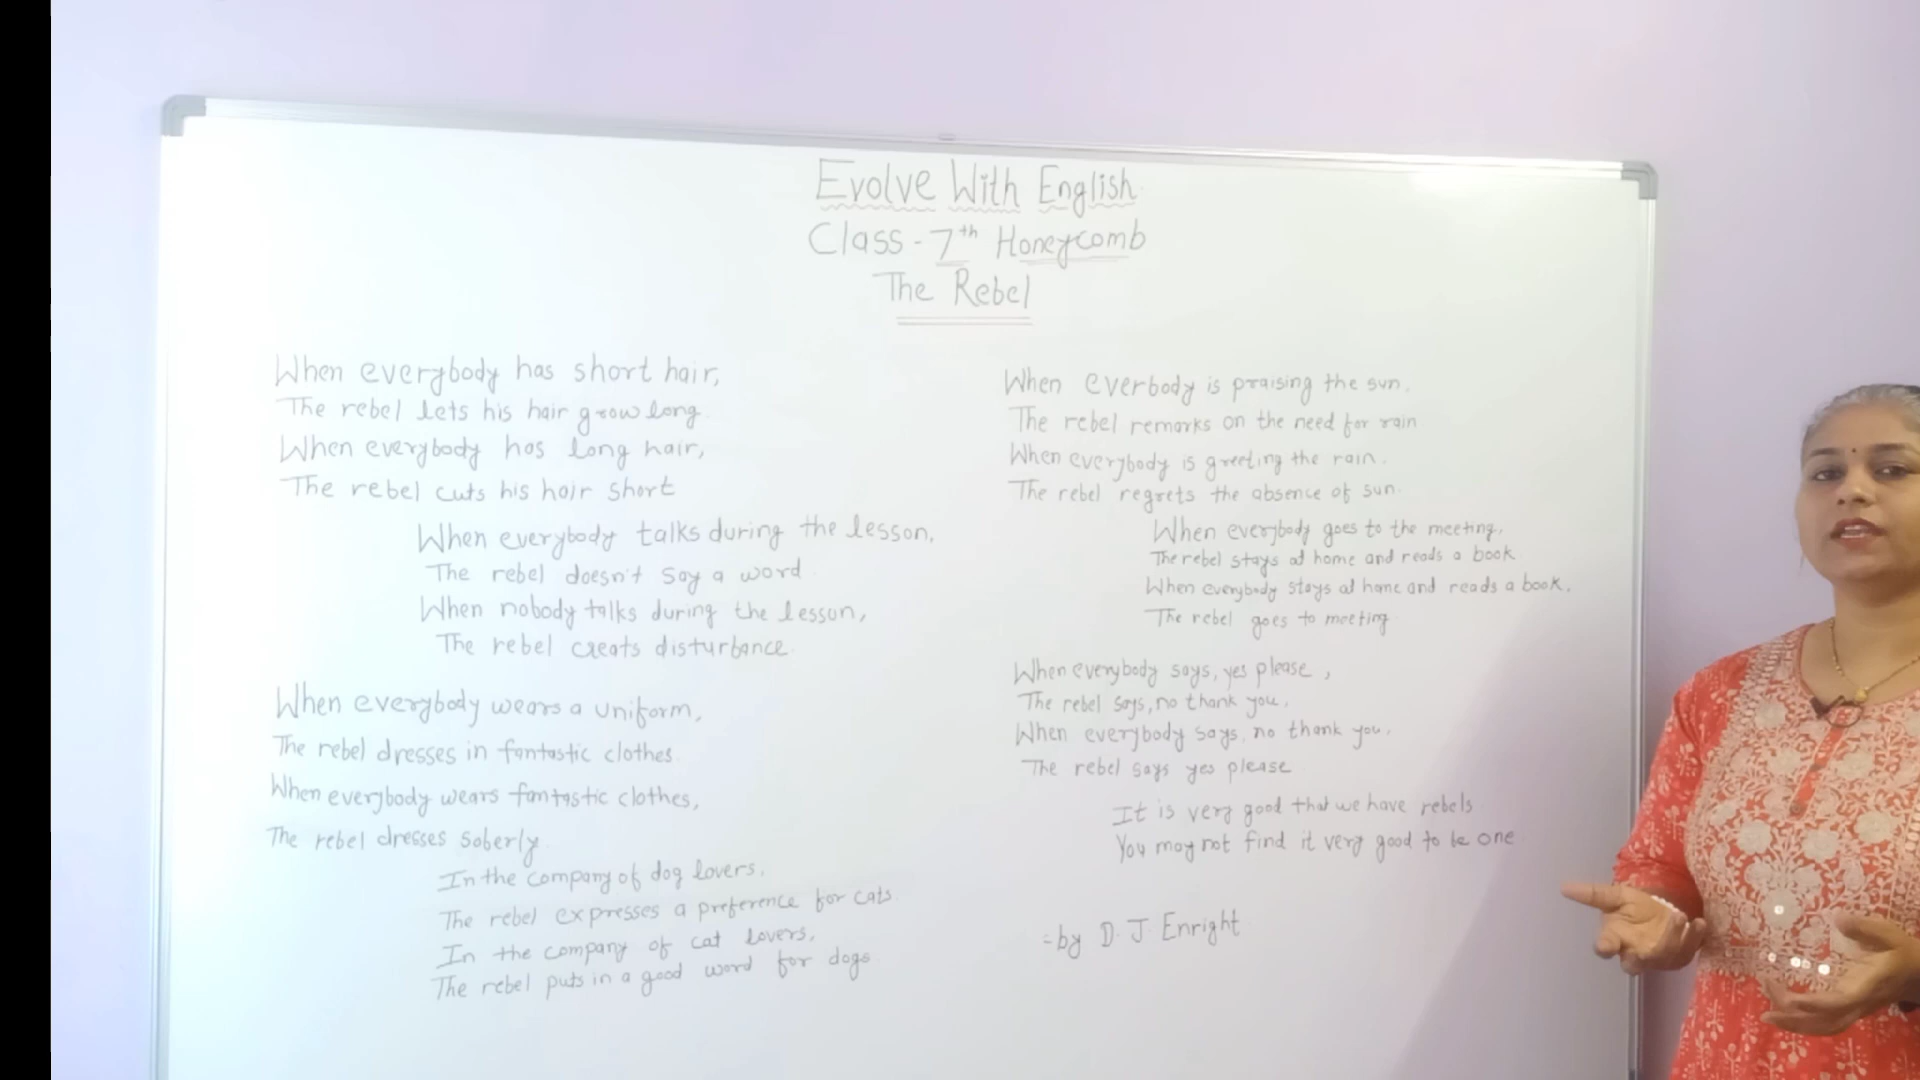 Evolve With English
Class - 7th Honeycomb
The Rebel
When everybody has short hair,
The rebel lets his hair grow long
When everybody has long hair,
The rebel cuts his hair short
When everybody talks during the lesson,
The rebel doesn't say a word
When nobody talks during the lesson,
The rebel creats disturbance
When everybody wears a uniform,
The rebel dresses in fantastic clothes
When everybody wears fantastic clothes,
The rebel dresses soberly
In the company of dog lovers,
The rebel expresses a preference for cats
In the company of cat lovers,
The rebel puts in a good word for dogs
When everbody is praising the sun,
The rebel remarks on the need for rain
When everybody is greeting the rain.
The rebel regrets the absence of sun.
When everybody goes to the meeting,
The rebel stays at home and reads a book
When everybody stays at home and reads a book,
The rebel goes to meeting
When everybody says, yes please,
The rebel says, no thank you.
When everybody says, no thank you,
The rebel says yes please
It is very good that we have rebels
You may not find it very good to be one
- by D. J. Enright